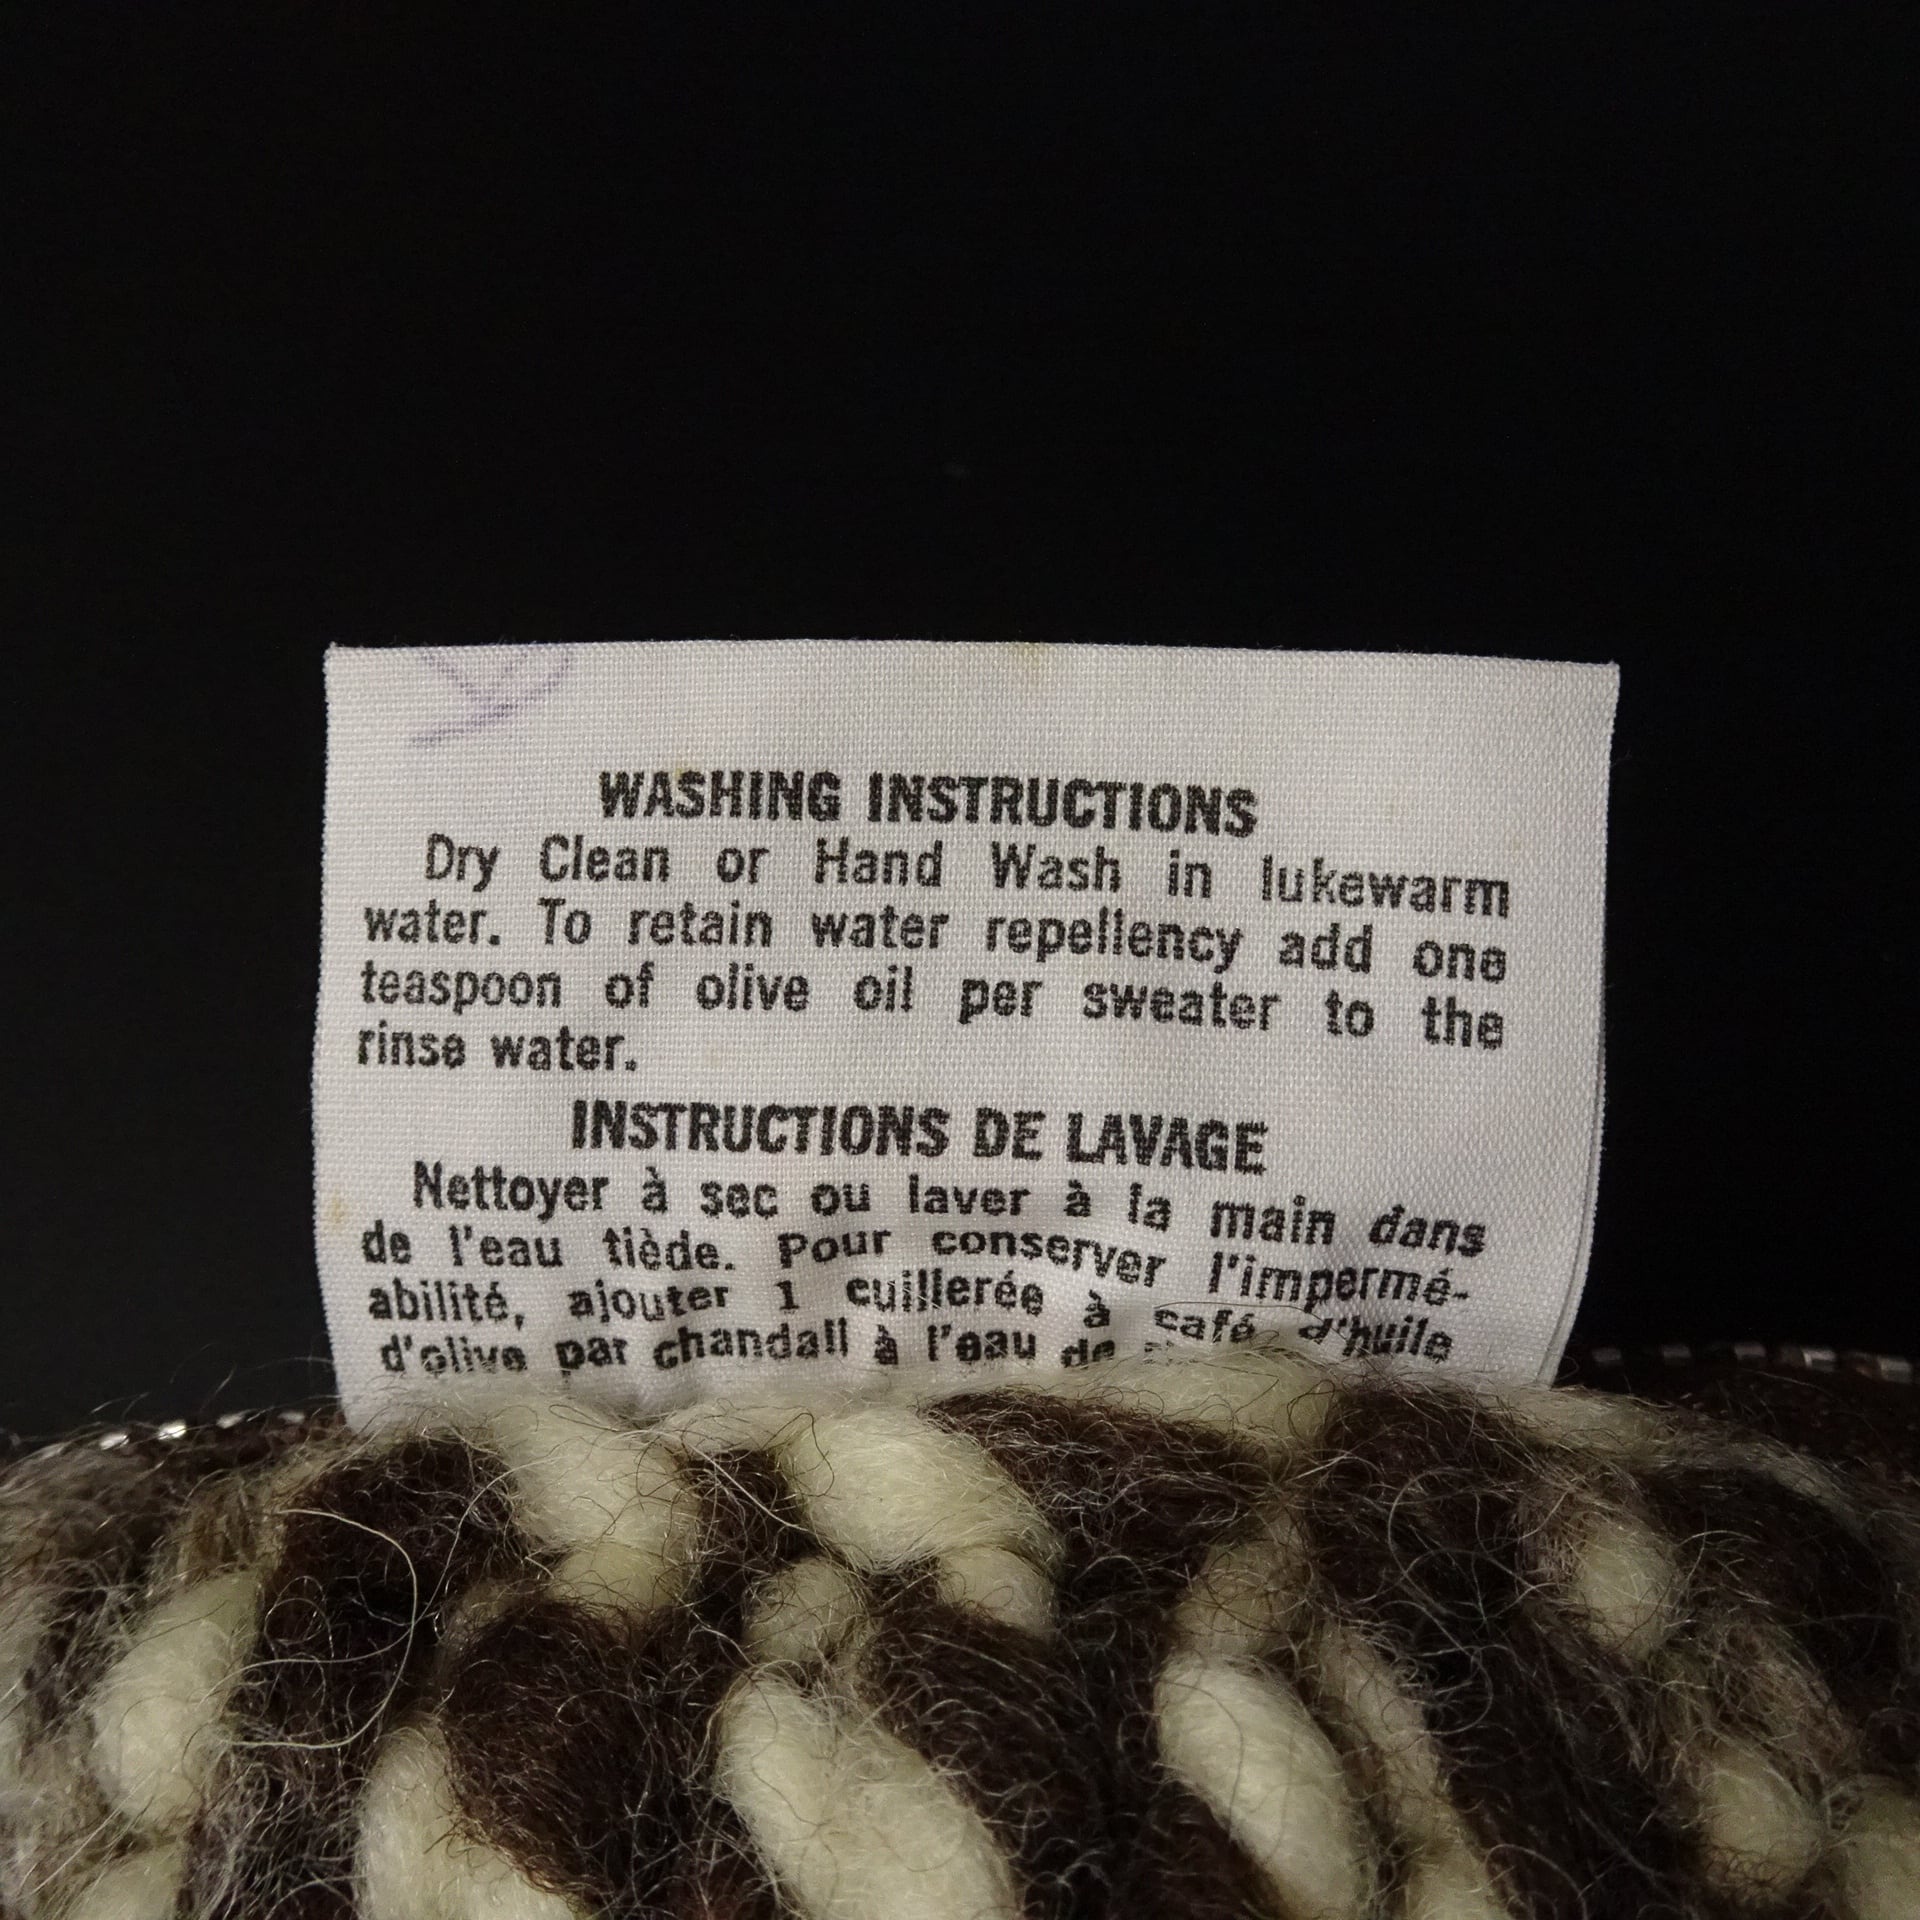 WASHING INSTRUCTIONS
Dry Clean or Hand Wash in lukewarm
water. To retain water repellency add one
teaspoon of olive oil per sweater to the
rinse water.
INSTRUCTIONS DE LAVAGE
Nettoyer à sec ou laver à la main dans
de l'eau tiède. Pour conserver l'impermé-
abilité, ajouter 1 cuillerée à café d'huile
d'olive par chandail à l'eau de